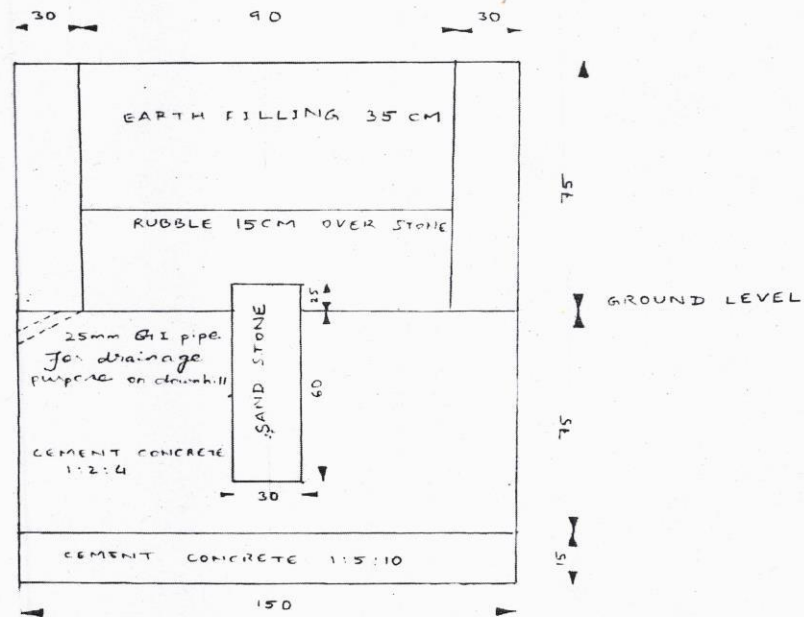 30 90 30
EARTH FILLING 35 CM
75
RUBBLE 15CM OVER STONE
25
GROUND LEVEL
25mm GI pipe
For drainage
purpose on downhill
SAND STONE
60
75
CEMENT CONCRETE
1:2:4
30
CEMENT CONCRETE 1:5:10
15
150